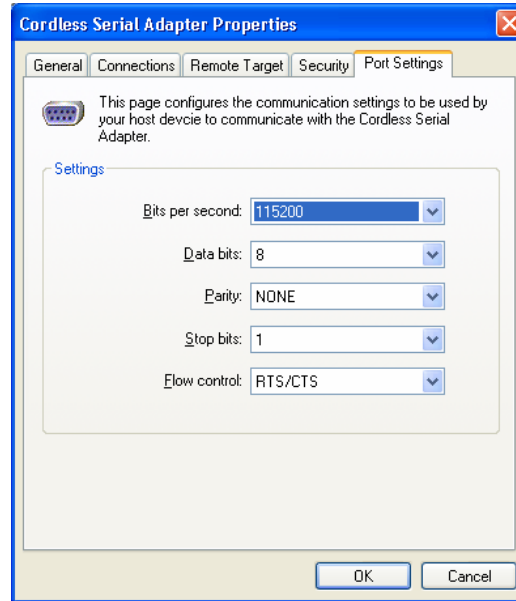 Cordless Serial Adapter Properties
General Connections Remote Target Security Port Settings
This page configures the communication settings to be used by
your host devcie to communicate with the Cordless Serial
Adapter.
Settings
Bits per second: 115200
Data bits: 8
Parity: NONE
Stop bits: 1
Flow control: RTS/CTS
OK Cancel